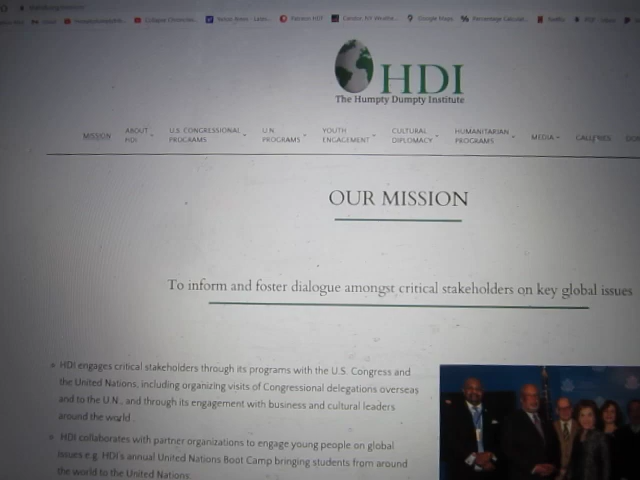 Collapse Chronicles...
Google Maps
Netflix
HDI
The Humpty Dumpty Institute
MISSION
ABOUT HDI
U.S. CONGRESSIONAL PROGRAMS
U.N. PROGRAMS
YOUTH ENGAGEMENT
CULTURAL DIPLOMACY
HUMANITARIAN PROGRAMS
MEDIA
GALLERIES
OUR MISSION
To inform and foster dialogue amongst critical stakeholders on key global issues
HDI engages critical stakeholders through its programs with the U.S. Congress and
the United Nations, including organizing visits of Congressional delegations overseas
and to the U.N., and through its engagement with business and cultural leaders
around the world
HDI collaborates with partner organizations to engage young people on global
issues e.g. HDI's annual United Nations Boot Camp bringing students from around
the world to the United Nations